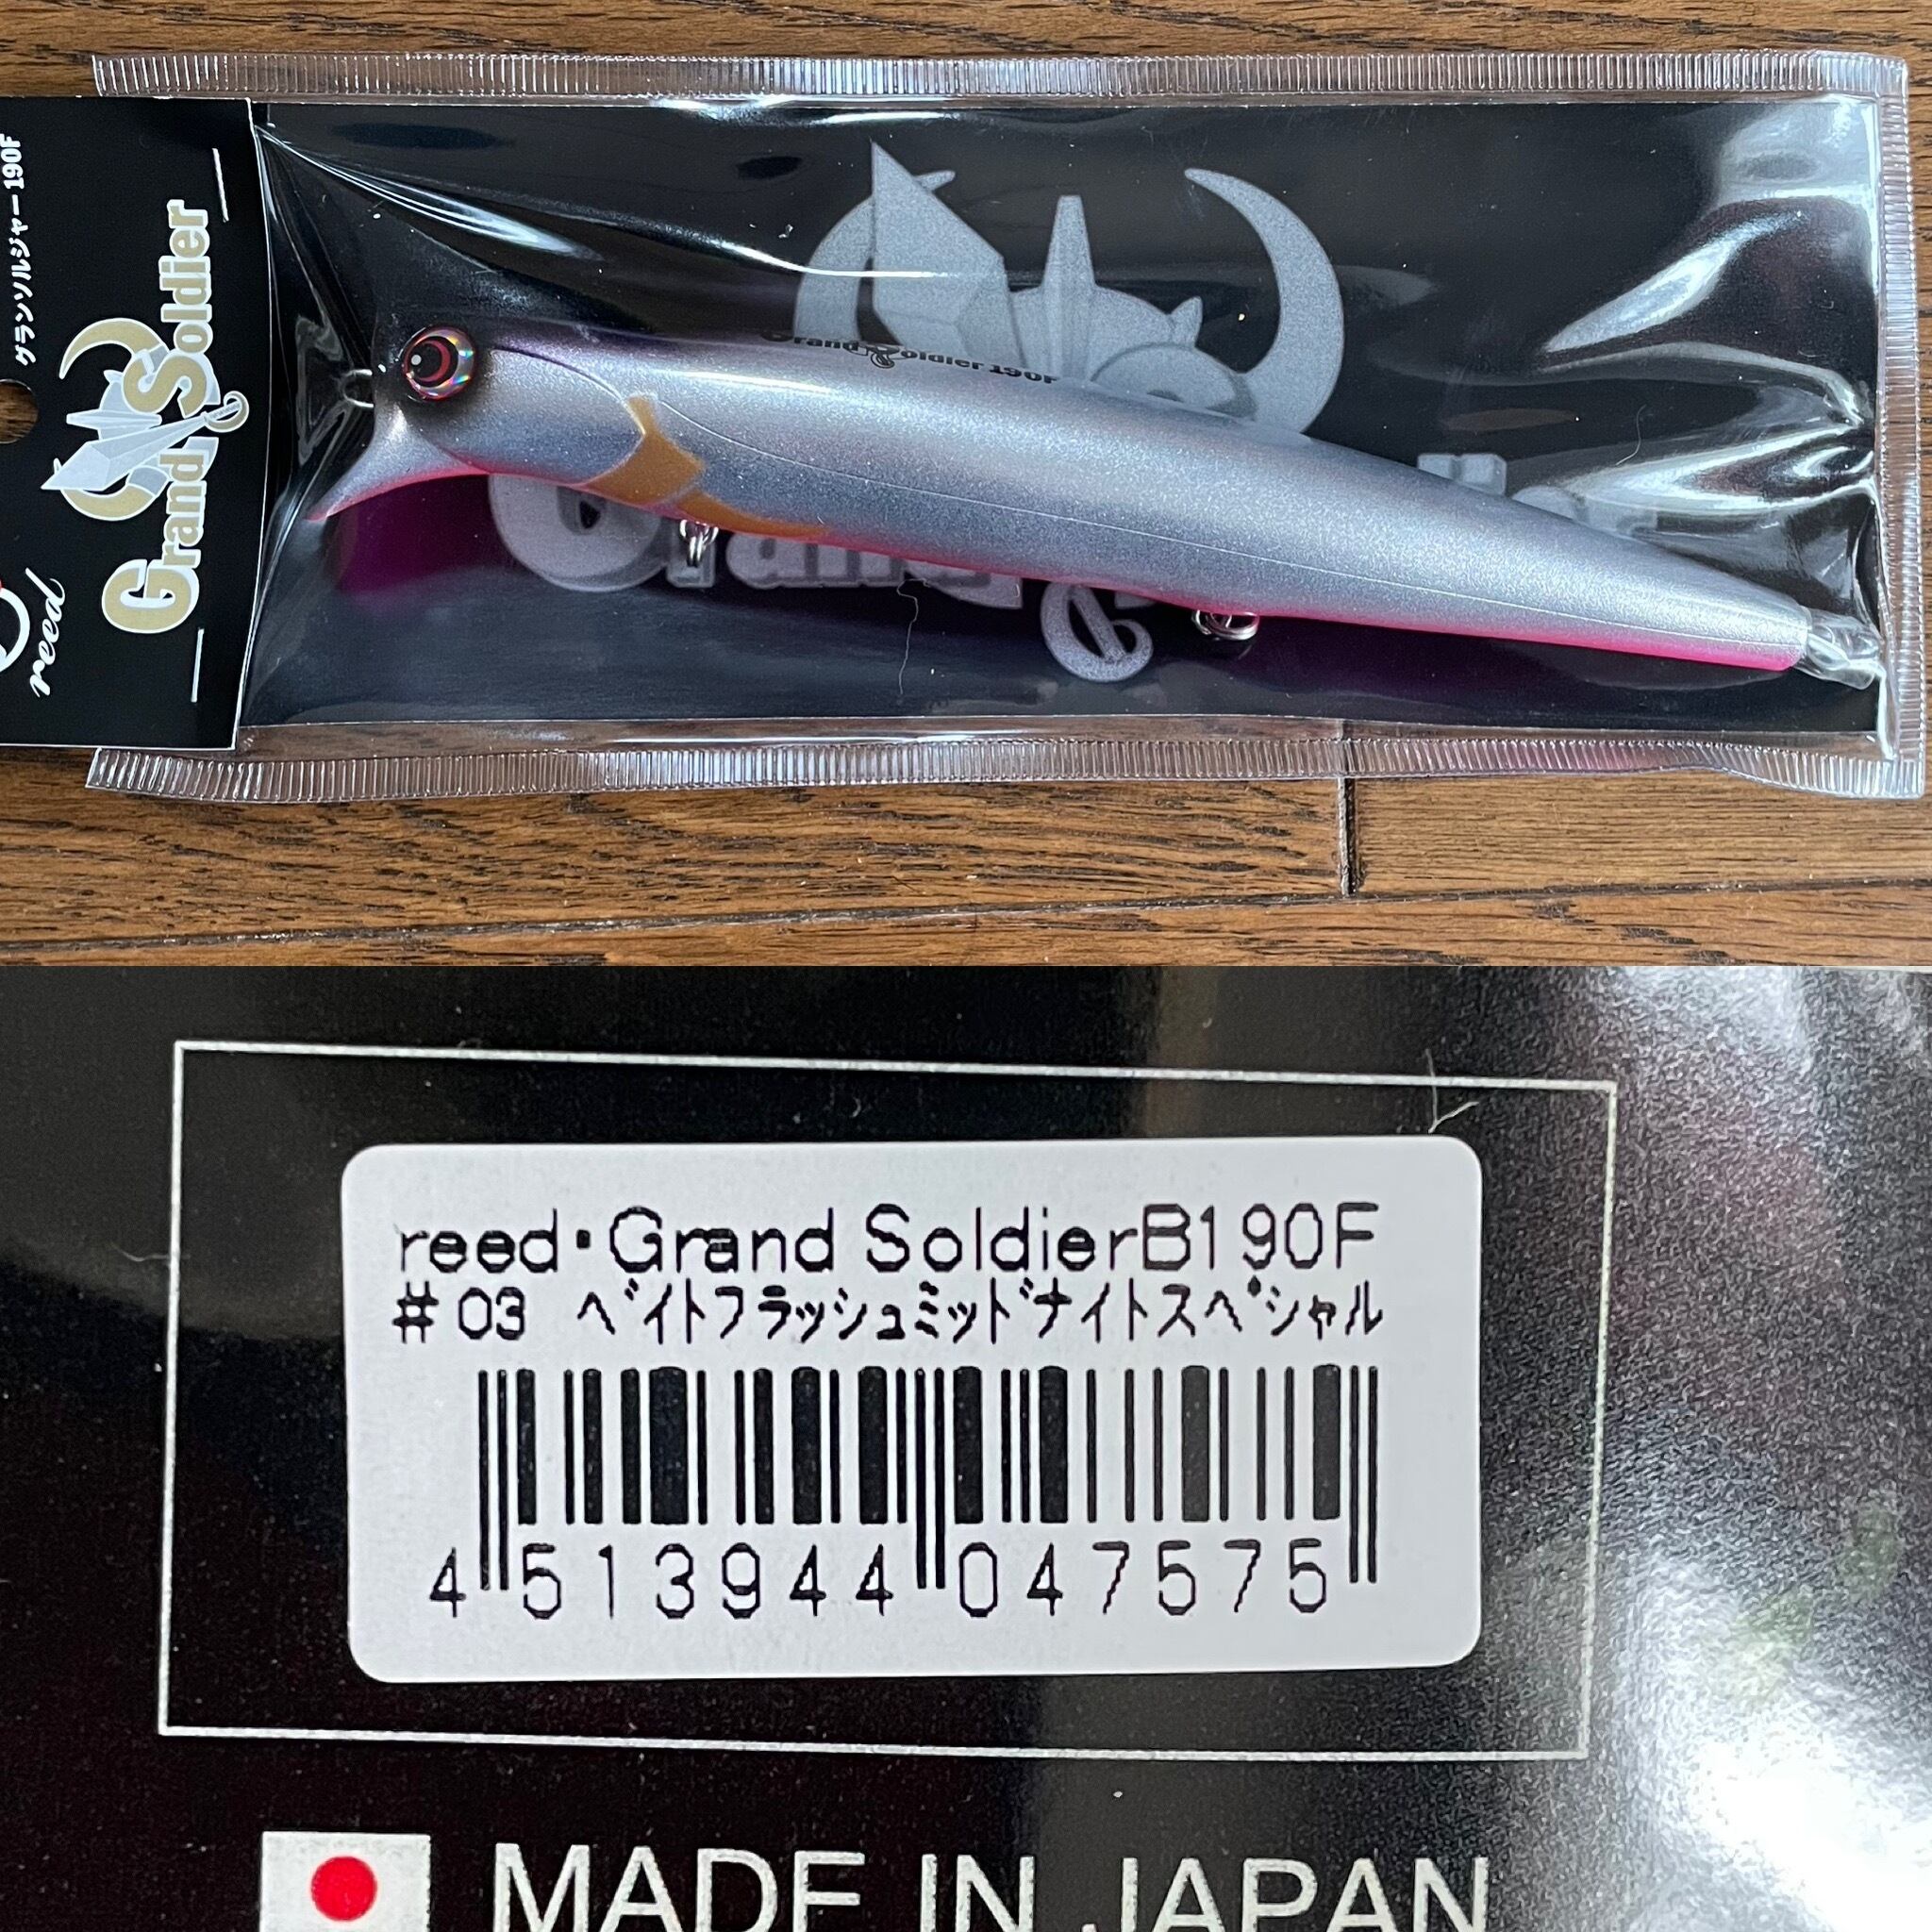 グランソルジャー190F
Grand Soldier
reed
Grand Soldier 190F
Grand
reed・Grand SoldierB190F
#03 ベイトフラッシュミッドナイトスペシャル
4 513944 047575
MADE IN JAPAN